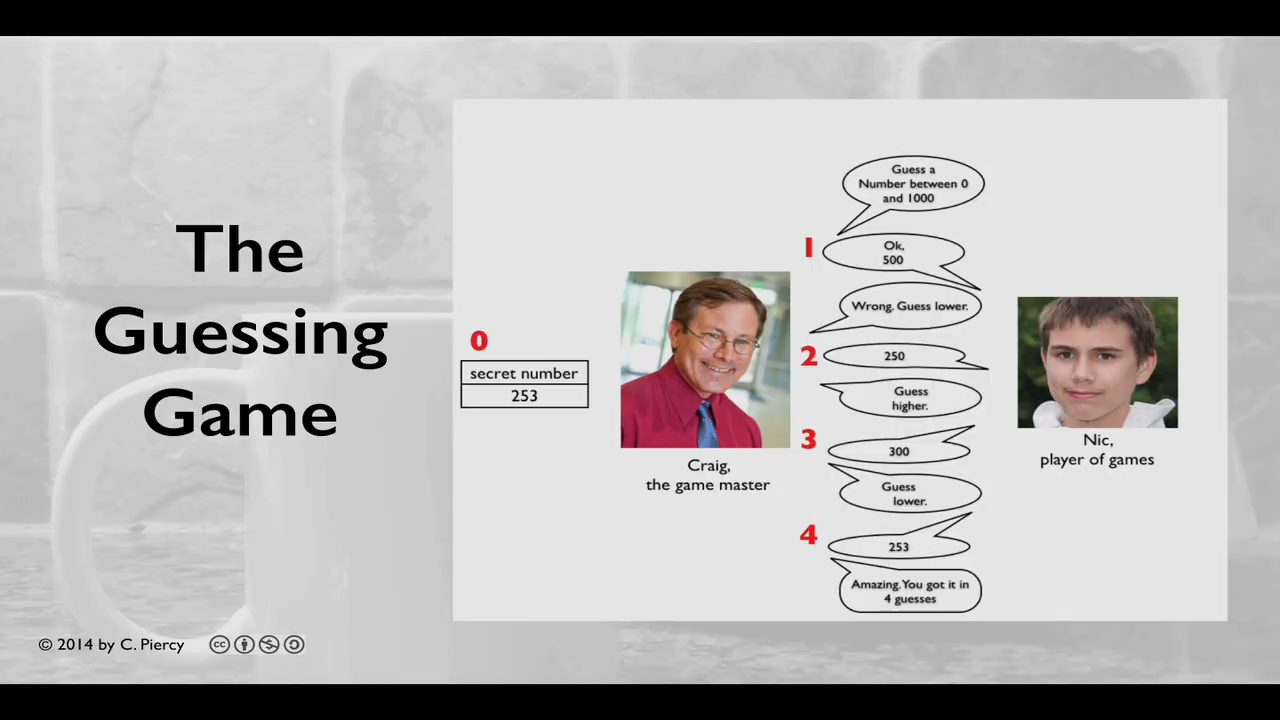 The
Guessing
Game
© 2014 by C. Piercy
cc
0
secret number
253
Craig,
the game master
Guess a
Number between 0
and 1000
1
Ok,
500
Wrong. Guess lower.
2
250
Guess
higher.
3
300
Guess
lower.
4
253
Amazing. You got it in
4 guesses
Nic,
player of games